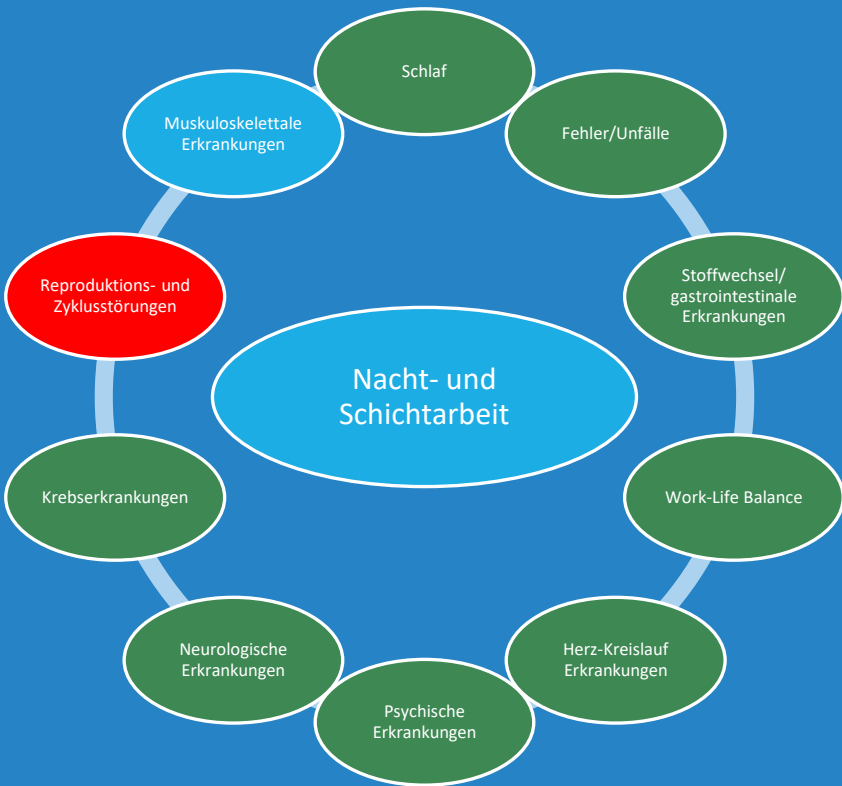 Schlaf
Fehler/Unfälle
Stoffwechsel/
gastrointestinale
Erkrankungen
Work-Life Balance
Herz-Kreislauf
Erkrankungen
Psychische
Erkrankungen
Neurologische
Erkrankungen
Krebserkrankungen
Reproduktions- und
Zyklusstörungen
Muskuloskelettale
Erkrankungen
Nacht- und
Schichtarbeit